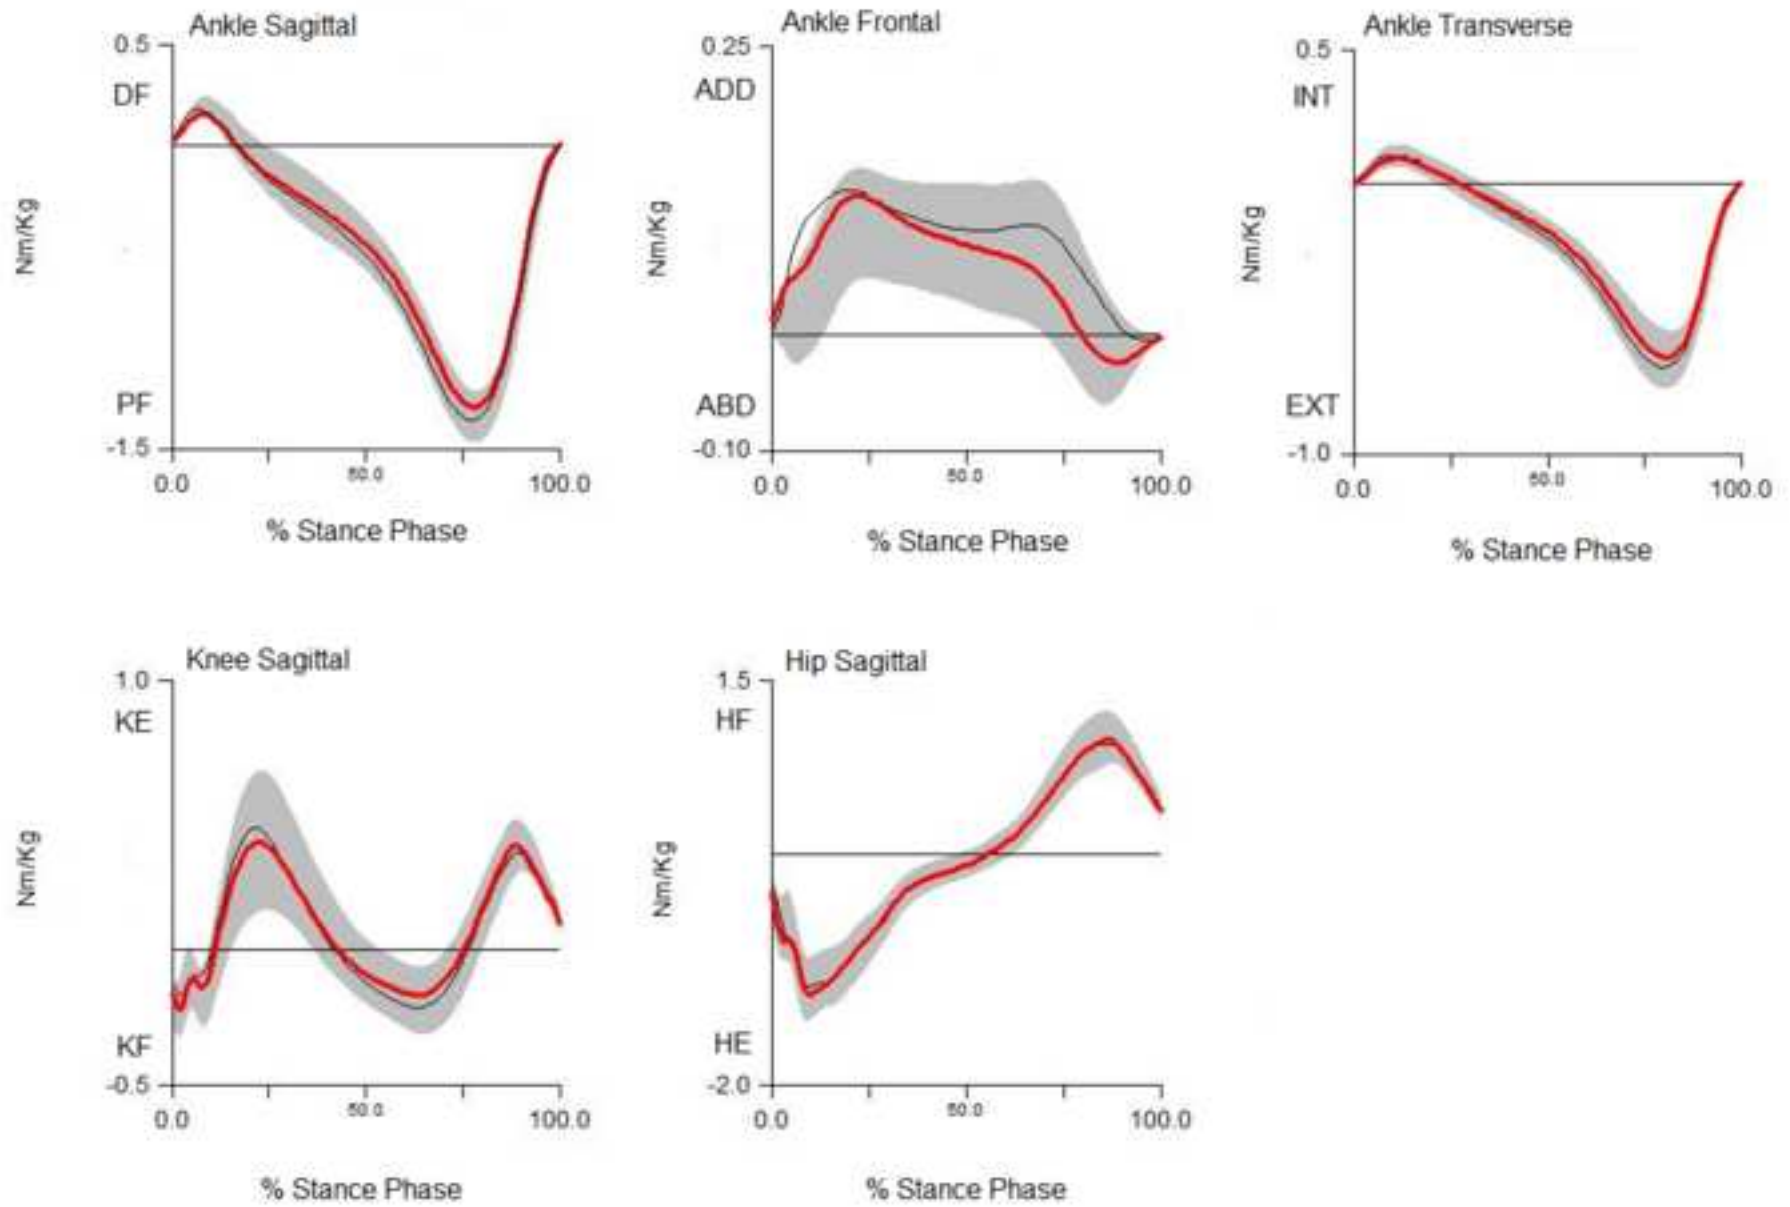 Ankle Sagittal
0.5
DF
Nm/Kg
PF
-1.5
0.0
50.0
100.0
% Stance Phase
Ankle Frontal
0.25
ADD
Nm/Kg
ABD
-0.10
0.0
50.0
100.0
% Stance Phase
Ankle Transverse
0.5
INT
Nm/Kg
EXT
-1.0
0.0
50.0
100.0
% Stance Phase
Knee Sagittal
1.0
KE
Nm/Kg
KF
-0.5
0.0
50.0
100.0
% Stance Phase
Hip Sagittal
1.5
HF
Nm/Kg
HE
-2.0
0.0
50.0
100.0
% Stance Phase